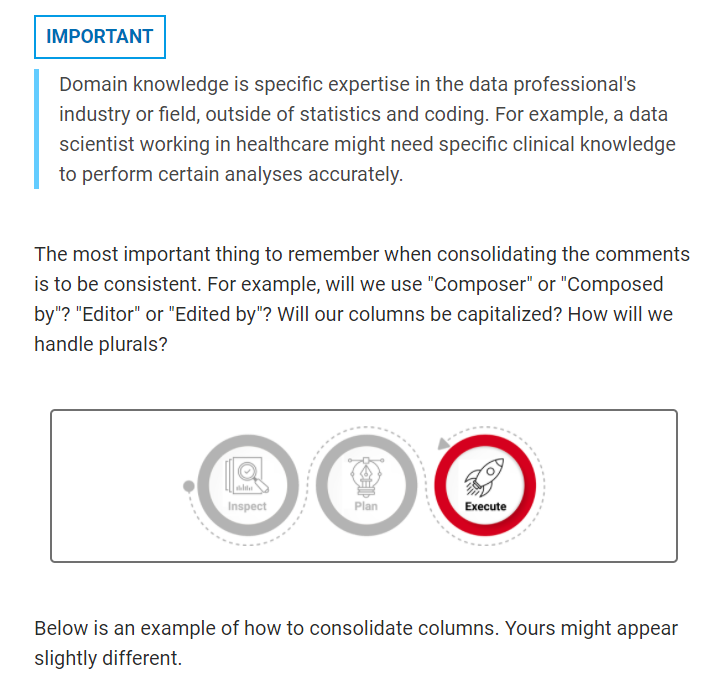 IMPORTANT
Domain knowledge is specific expertise in the data professional's
industry or field, outside of statistics and coding. For example, a data
scientist working in healthcare might need specific clinical knowledge
to perform certain analyses accurately.
The most important thing to remember when consolidating the comments
is to be consistent. For example, will we use "Composer" or "Composed
by"? "Editor" or "Edited by"? Will our columns be capitalized? How will we
handle plurals?
Inspect
Plan
Execute
Below is an example of how to consolidate columns. Yours might appear
slightly different.